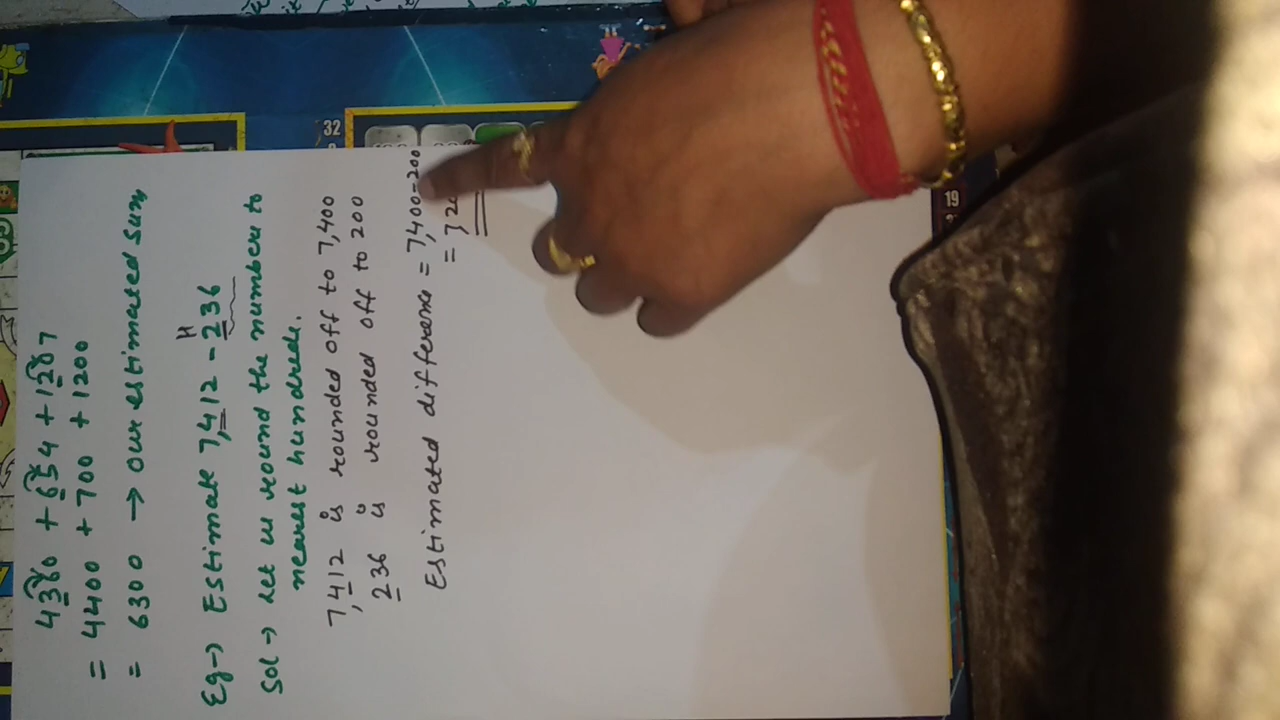 4380 + 654 + 1207
= 4400 + 700 + 1200
= 6300 → our estimated sum
H
Eg→ Estimate 7,412 - 236
Sol→ Let us round the numbers to
nearest hundreds.
7,412 is rounded off to 7,400
236 is rounded off to 200
Estimated difference = 7,400-200
=
32
19